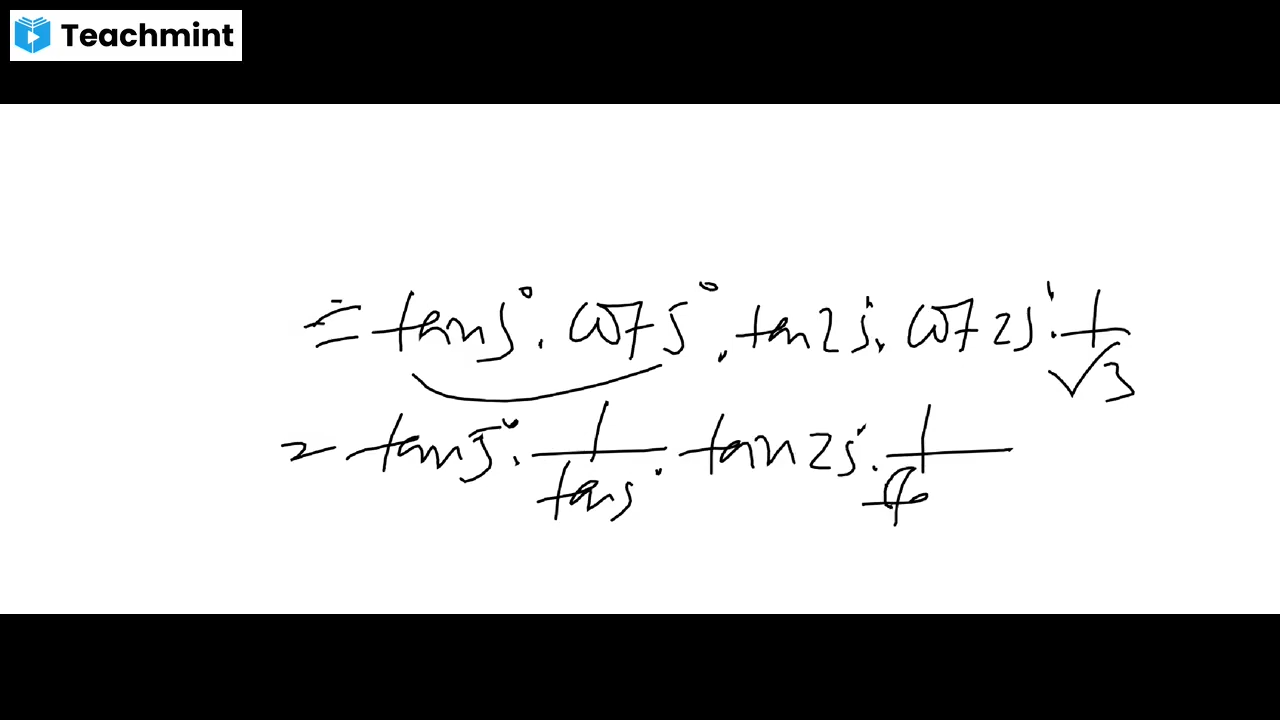 Teachmint
= tan5°. cot5°. tan25°. cot25°. 1/√3
= tan5°. 1/tan5°. tan25°. 1/